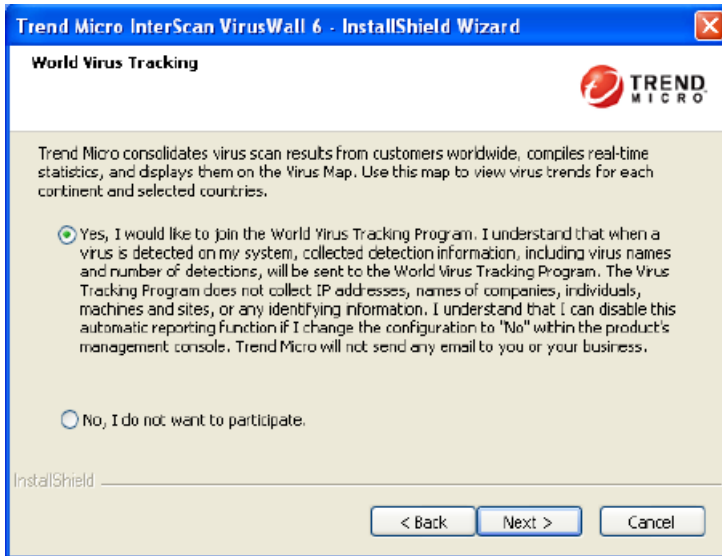 Trend Micro InterScan VirusWall 6 - InstallShield Wizard
World Virus Tracking
TREND
MICRO
Trend Micro consolidates virus scan results from customers worldwide, compiles real-time
statistics, and displays them on the Virus Map. Use this map to view virus trends for each
continent and selected countries.
Yes, I would like to join the World Virus Tracking Program. I understand that when a
virus is detected on my system, collected detection information, including virus names
and number of detections, will be sent to the World Virus Tracking Program. The Virus
Tracking Program does not collect IP addresses, names of companies, individuals,
machines and sites, or any identifying information. I understand that I can disable this
automatic reporting function if I change the configuration to "No" within the product's
management console. Trend Micro will not send any email to you or your business.
No, I do not want to participate.
InstallShield
< Back
Next >
Cancel